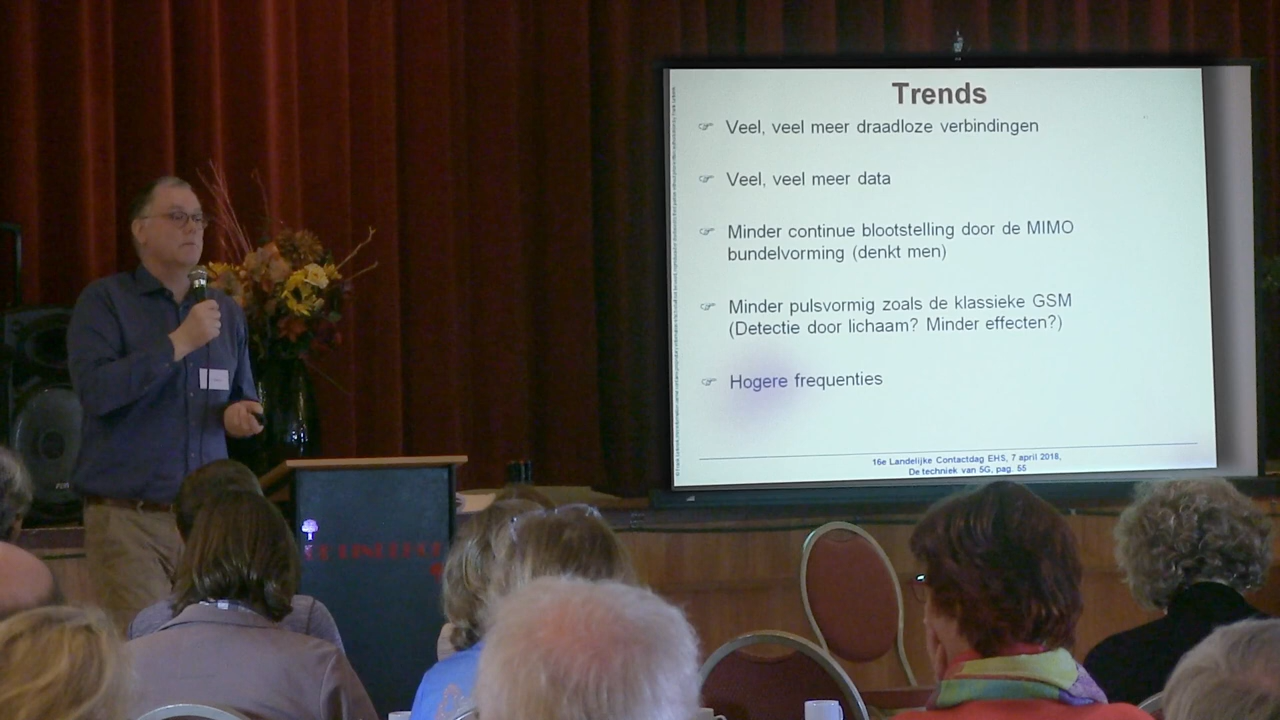 Trends
Veel, veel meer draadloze verbindingen
Veel, veel meer data
Minder continue blootstelling door de MIMO
bundelvorming (denkt men)
Minder pulsvormig zoals de klassieke GSM
(Detectie door lichaam? Minder effecten?)
Hogere frequenties
16e Landelijke Contactdag EHS, 7 april 2018,
De techniek van 5G, pag. 55